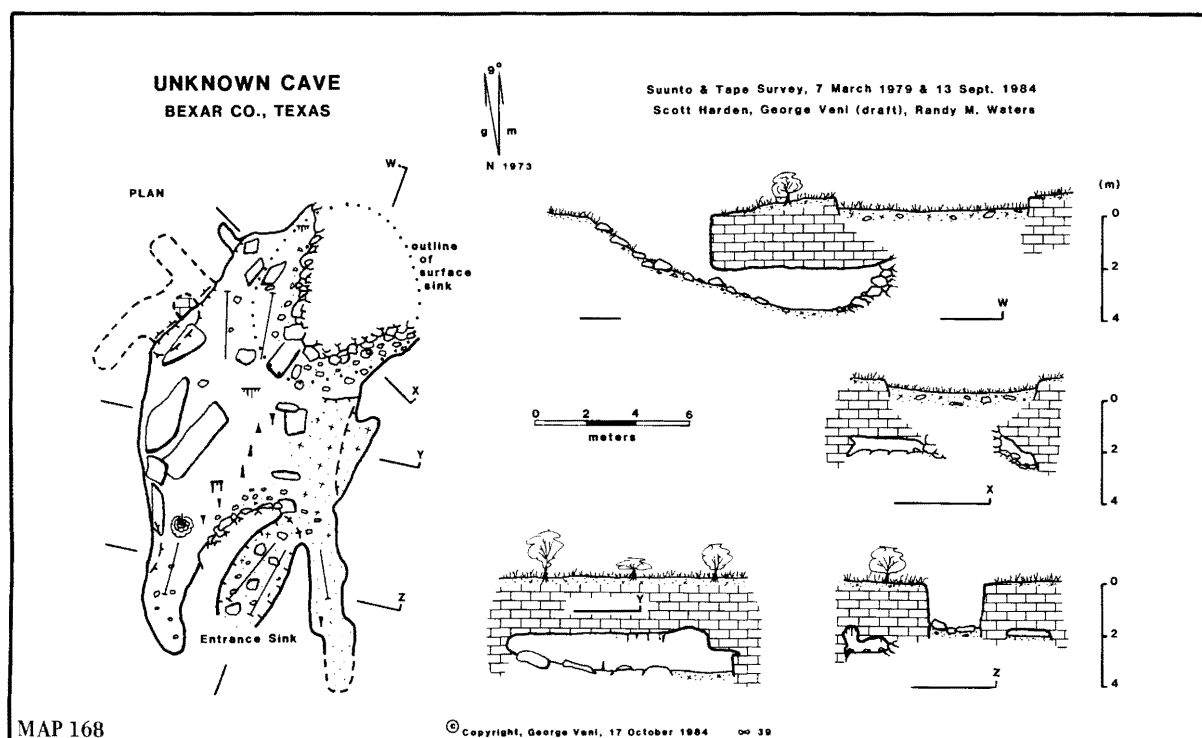 UNKNOWN CAVE
BEXAR CO., TEXAS
g°
g m
N 1973
Suunto & Tape Survey, 7 March 1979 & 13 Sept. 1984
Scott Harden, George Veni (draft), Randy M. Waters
PLAN
W
outline
of
surface
sink
X
Y
Z
Entrance Sink
(m)
0
2
4
W
0 2 4 6
meters
0
2
4
X
Y
0
2
4
Z
MAP 168
© Copyright, George Veni, 17 October 1984 ∞ 39